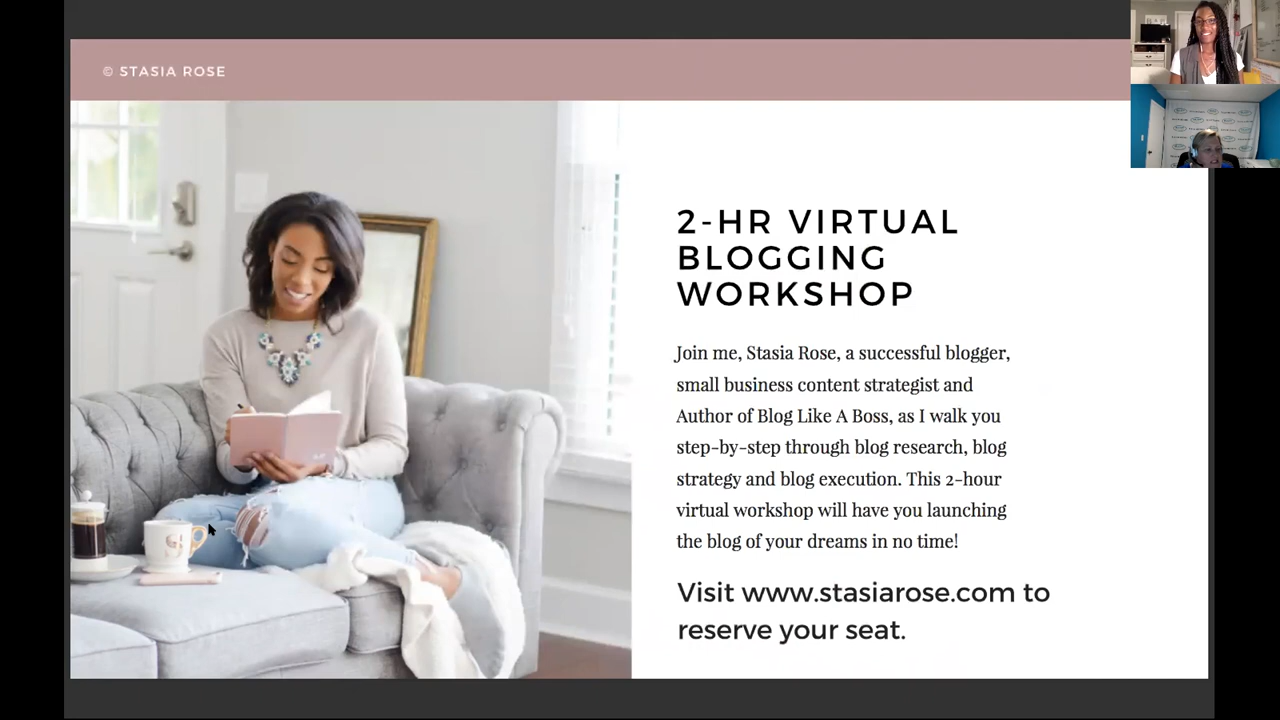 © STASIA ROSE
2-HR VIRTUAL
BLOGGING
WORKSHOP
Join me, Stasia Rose, a successful blogger,
small business content strategist and
Author of Blog Like A Boss, as I walk you
step-by-step through blog research, blog
strategy and blog execution. This 2-hour
virtual workshop will have you launching
the blog of your dreams in no time!
Visit www.stasiarose.com to
reserve your seat.